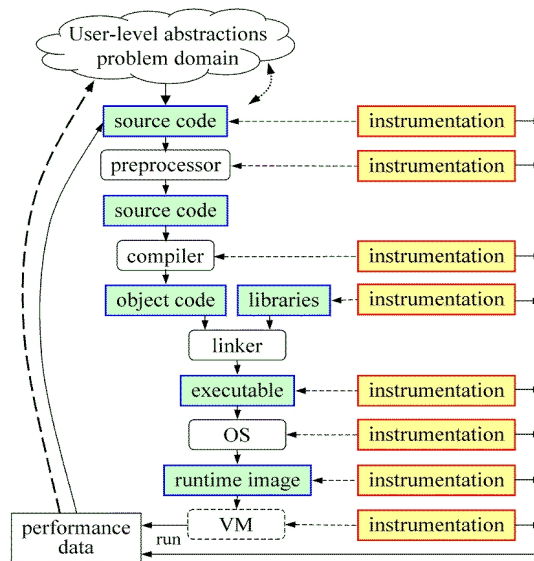 User-level abstractions
problem domain
source code
instrumentation
preprocessor
instrumentation
source code
compiler
instrumentation
object code
libraries
instrumentation
linker
executable
instrumentation
OS
instrumentation
runtime image
instrumentation
performance
data
run
VM
instrumentation